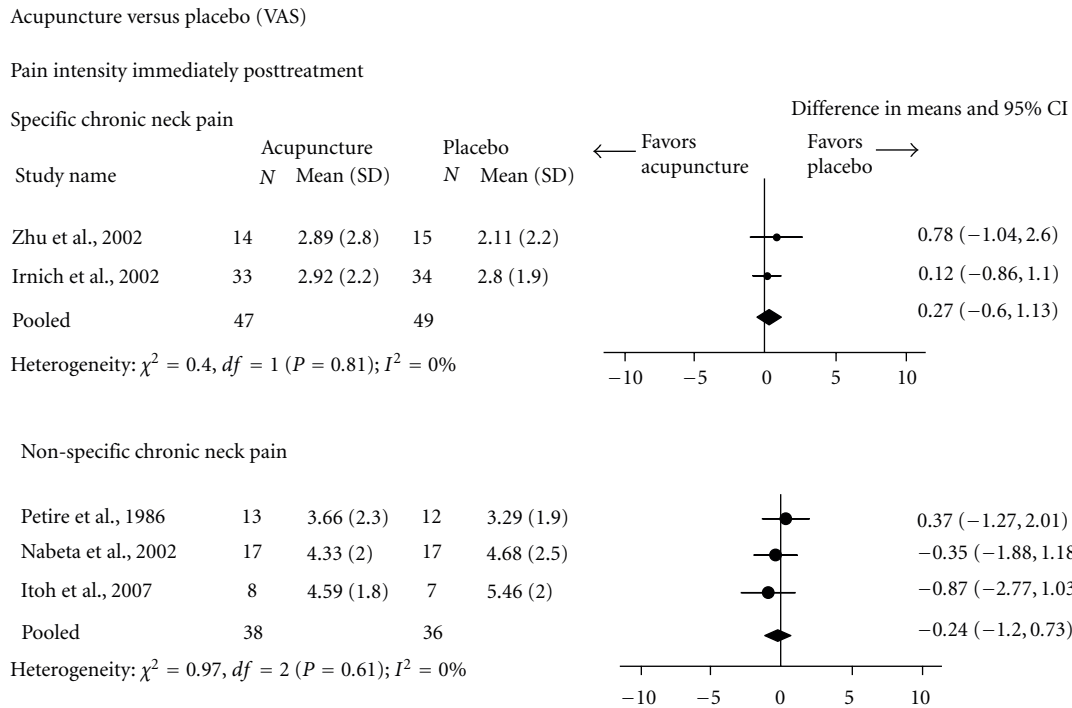 Acupuncture versus placebo (VAS)
Pain intensity immediately posttreatment
Specific chronic neck pain
Difference in means and 95% CI
Acupuncture Placebo ← Favors acupuncture Favors placebo →
Study name N Mean (SD) N Mean (SD)
Zhu et al., 2002 14 2.89 (2.8) 15 2.11 (2.2) 0.78 (−1.04, 2.6)
Irnich et al., 2002 33 2.92 (2.2) 34 2.8 (1.9) 0.12 (−0.86, 1.1)
Pooled 47 49 0.27 (−0.6, 1.13)
Heterogeneity: χ² = 0.4, df = 1 (P = 0.81); I² = 0%
−10 −5 0 5 10
Non-specific chronic neck pain
Petire et al., 1986 13 3.66 (2.3) 12 3.29 (1.9) 0.37 (−1.27, 2.01)
Nabeta et al., 2002 17 4.33 (2) 17 4.68 (2.5) −0.35 (−1.88, 1.18
Itoh et al., 2007 8 4.59 (1.8) 7 5.46 (2) −0.87 (−2.77, 1.03
Pooled 38 36 −0.24 (−1.2, 0.73)
Heterogeneity: χ² = 0.97, df = 2 (P = 0.61); I² = 0%
−10 −5 0 5 10